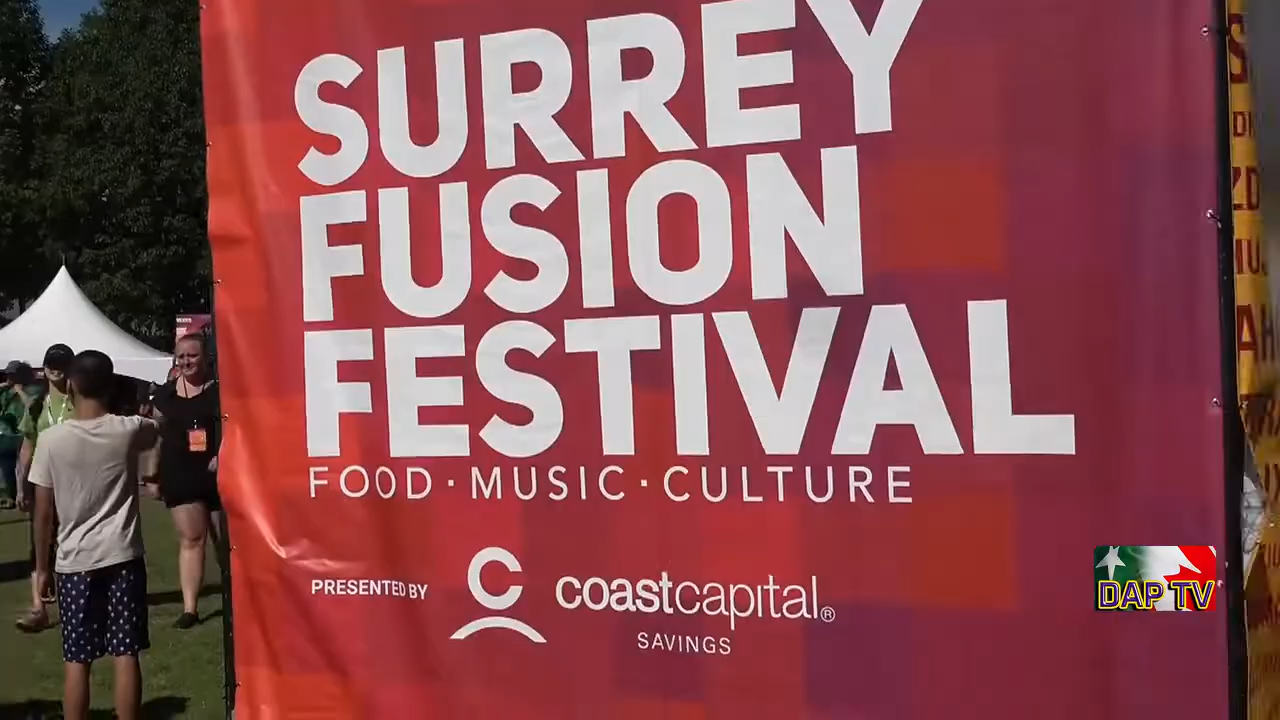 SURREY
FUSION
FESTIVAL
FOOD · MUSIC · CULTURE
PRESENTED BY
coastcapital®
SAVINGS
DAP TV